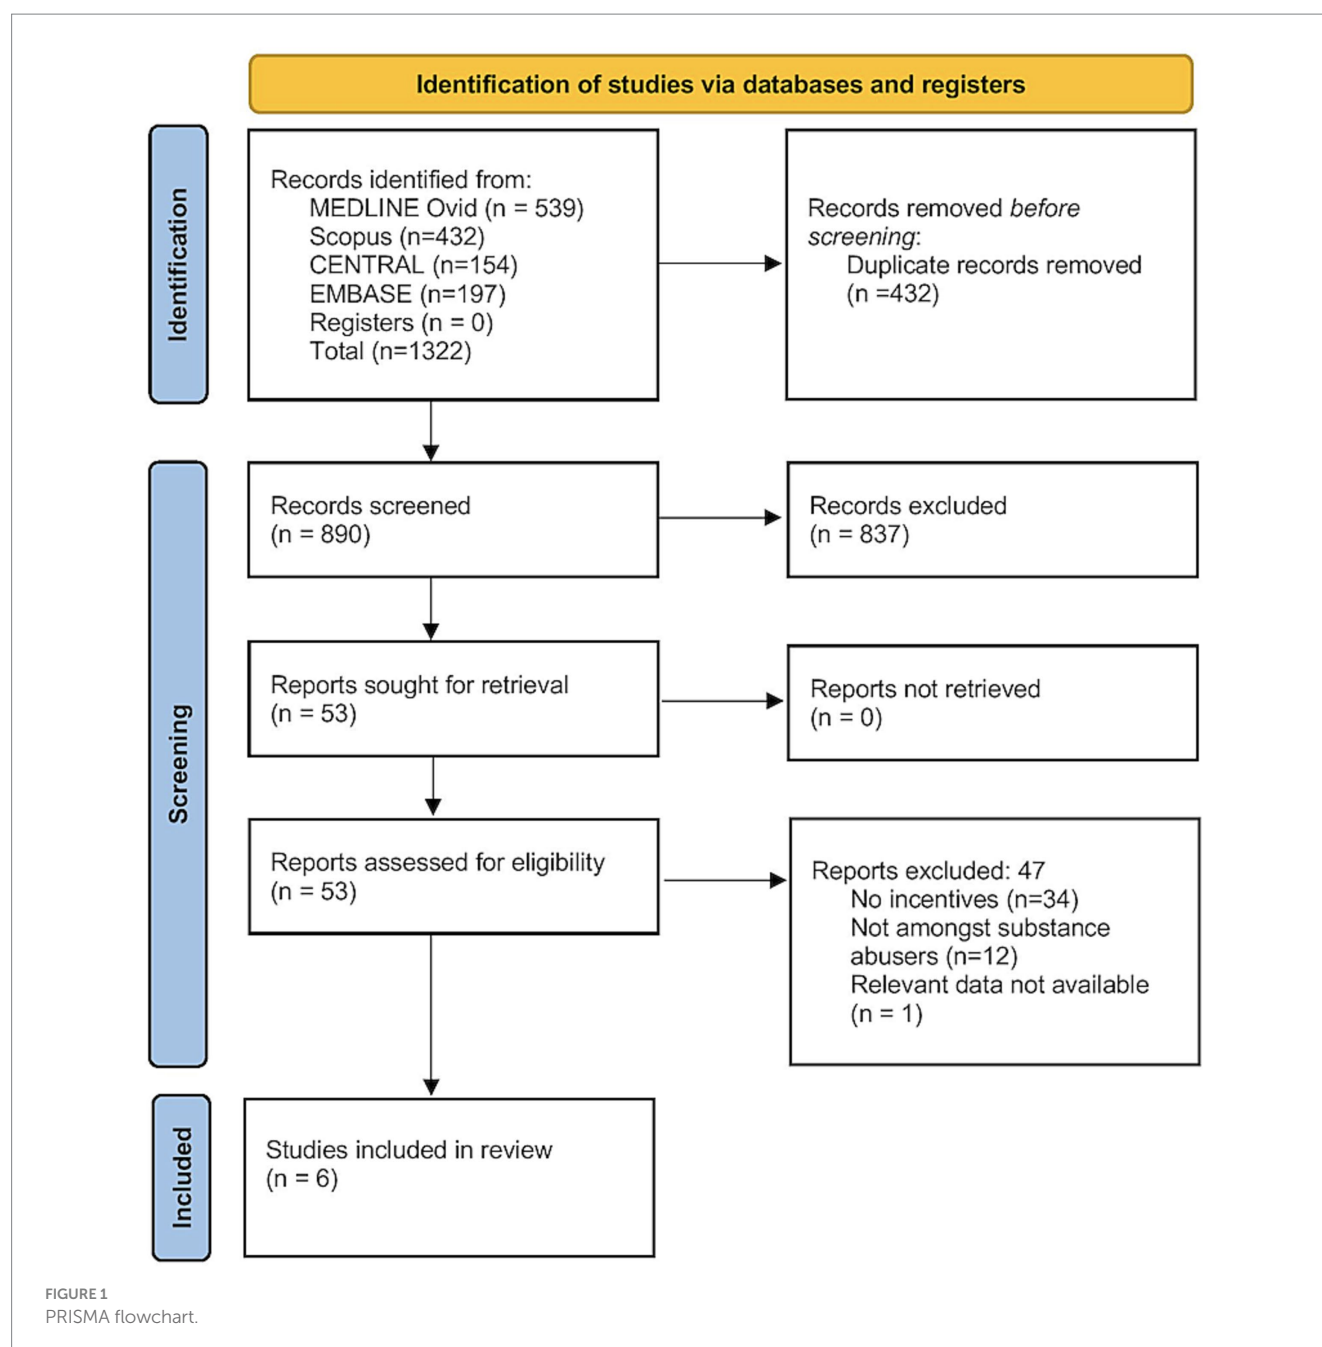 Identification of studies via databases and registers
Identification
Records identified from:
MEDLINE Ovid (n = 539)
Scopus (n=432)
CENTRAL (n=154)
EMBASE (n=197)
Registers (n = 0)
Total (n=1322)
Records removed before
screening:
Duplicate records removed
(n =432)
Screening
Records screened
(n = 890)
Records excluded
(n = 837)
Reports sought for retrieval
(n = 53)
Reports not retrieved
(n = 0)
Reports assessed for eligibility
(n = 53)
Reports excluded: 47
No incentives (n=34)
Not amongst substance
abusers (n=12)
Relevant data not available
(n = 1)
Included
Studies included in review
(n = 6)
FIGURE 1
PRISMA flowchart.